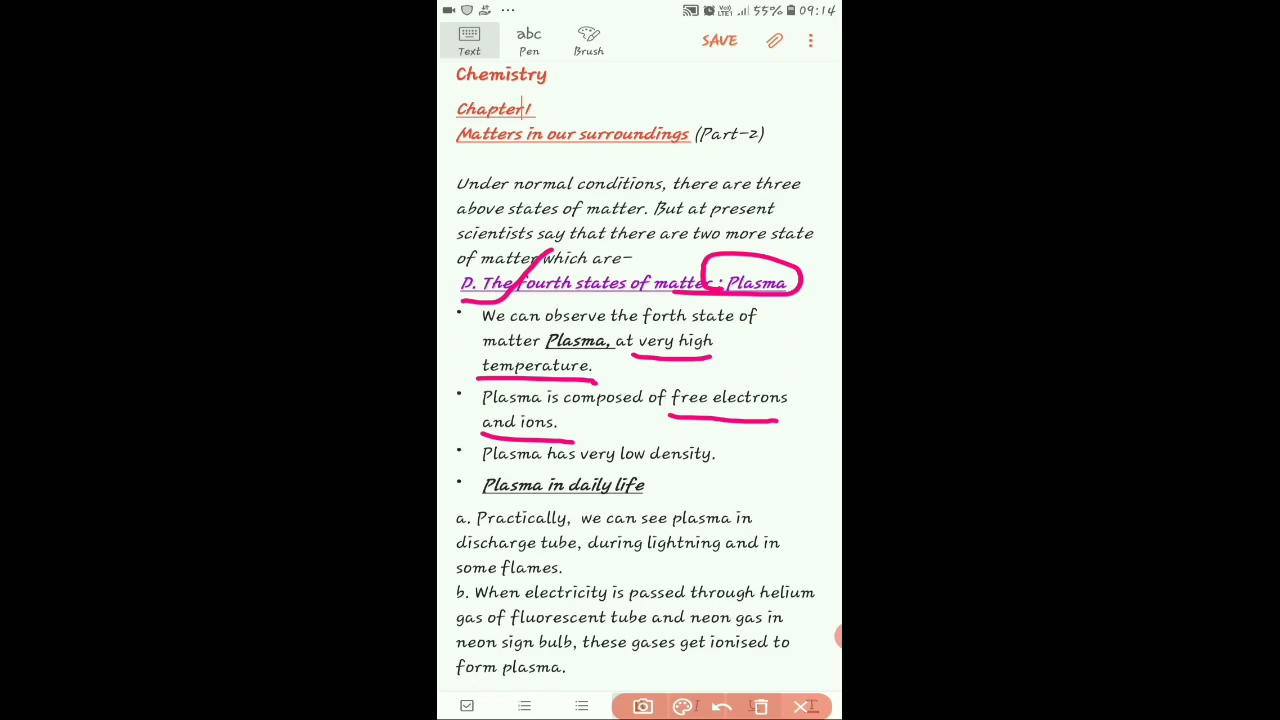 Vo))
LTE1
55%
09:14
abc
Text
Pen
Brush
SAVE
Chemistry
Chapter1
Matters in our surroundings (Part-2)
Under normal conditions, there are three
above states of matter. But at present
scientists say that there are two more state
of matter which are-
D. The fourth states of matter : Plasma
• We can observe the forth state of
matter Plasma, at very high
temperature.
• Plasma is composed of free electrons
and ions.
• Plasma has very low density.
• Plasma in daily life
a. Practically, we can see plasma in
discharge tube, during lightning and in
some flames.
b. When electricity is passed through helium
gas of fluorescent tube and neon gas in
neon sign bulb, these gases get ionised to
form plasma.